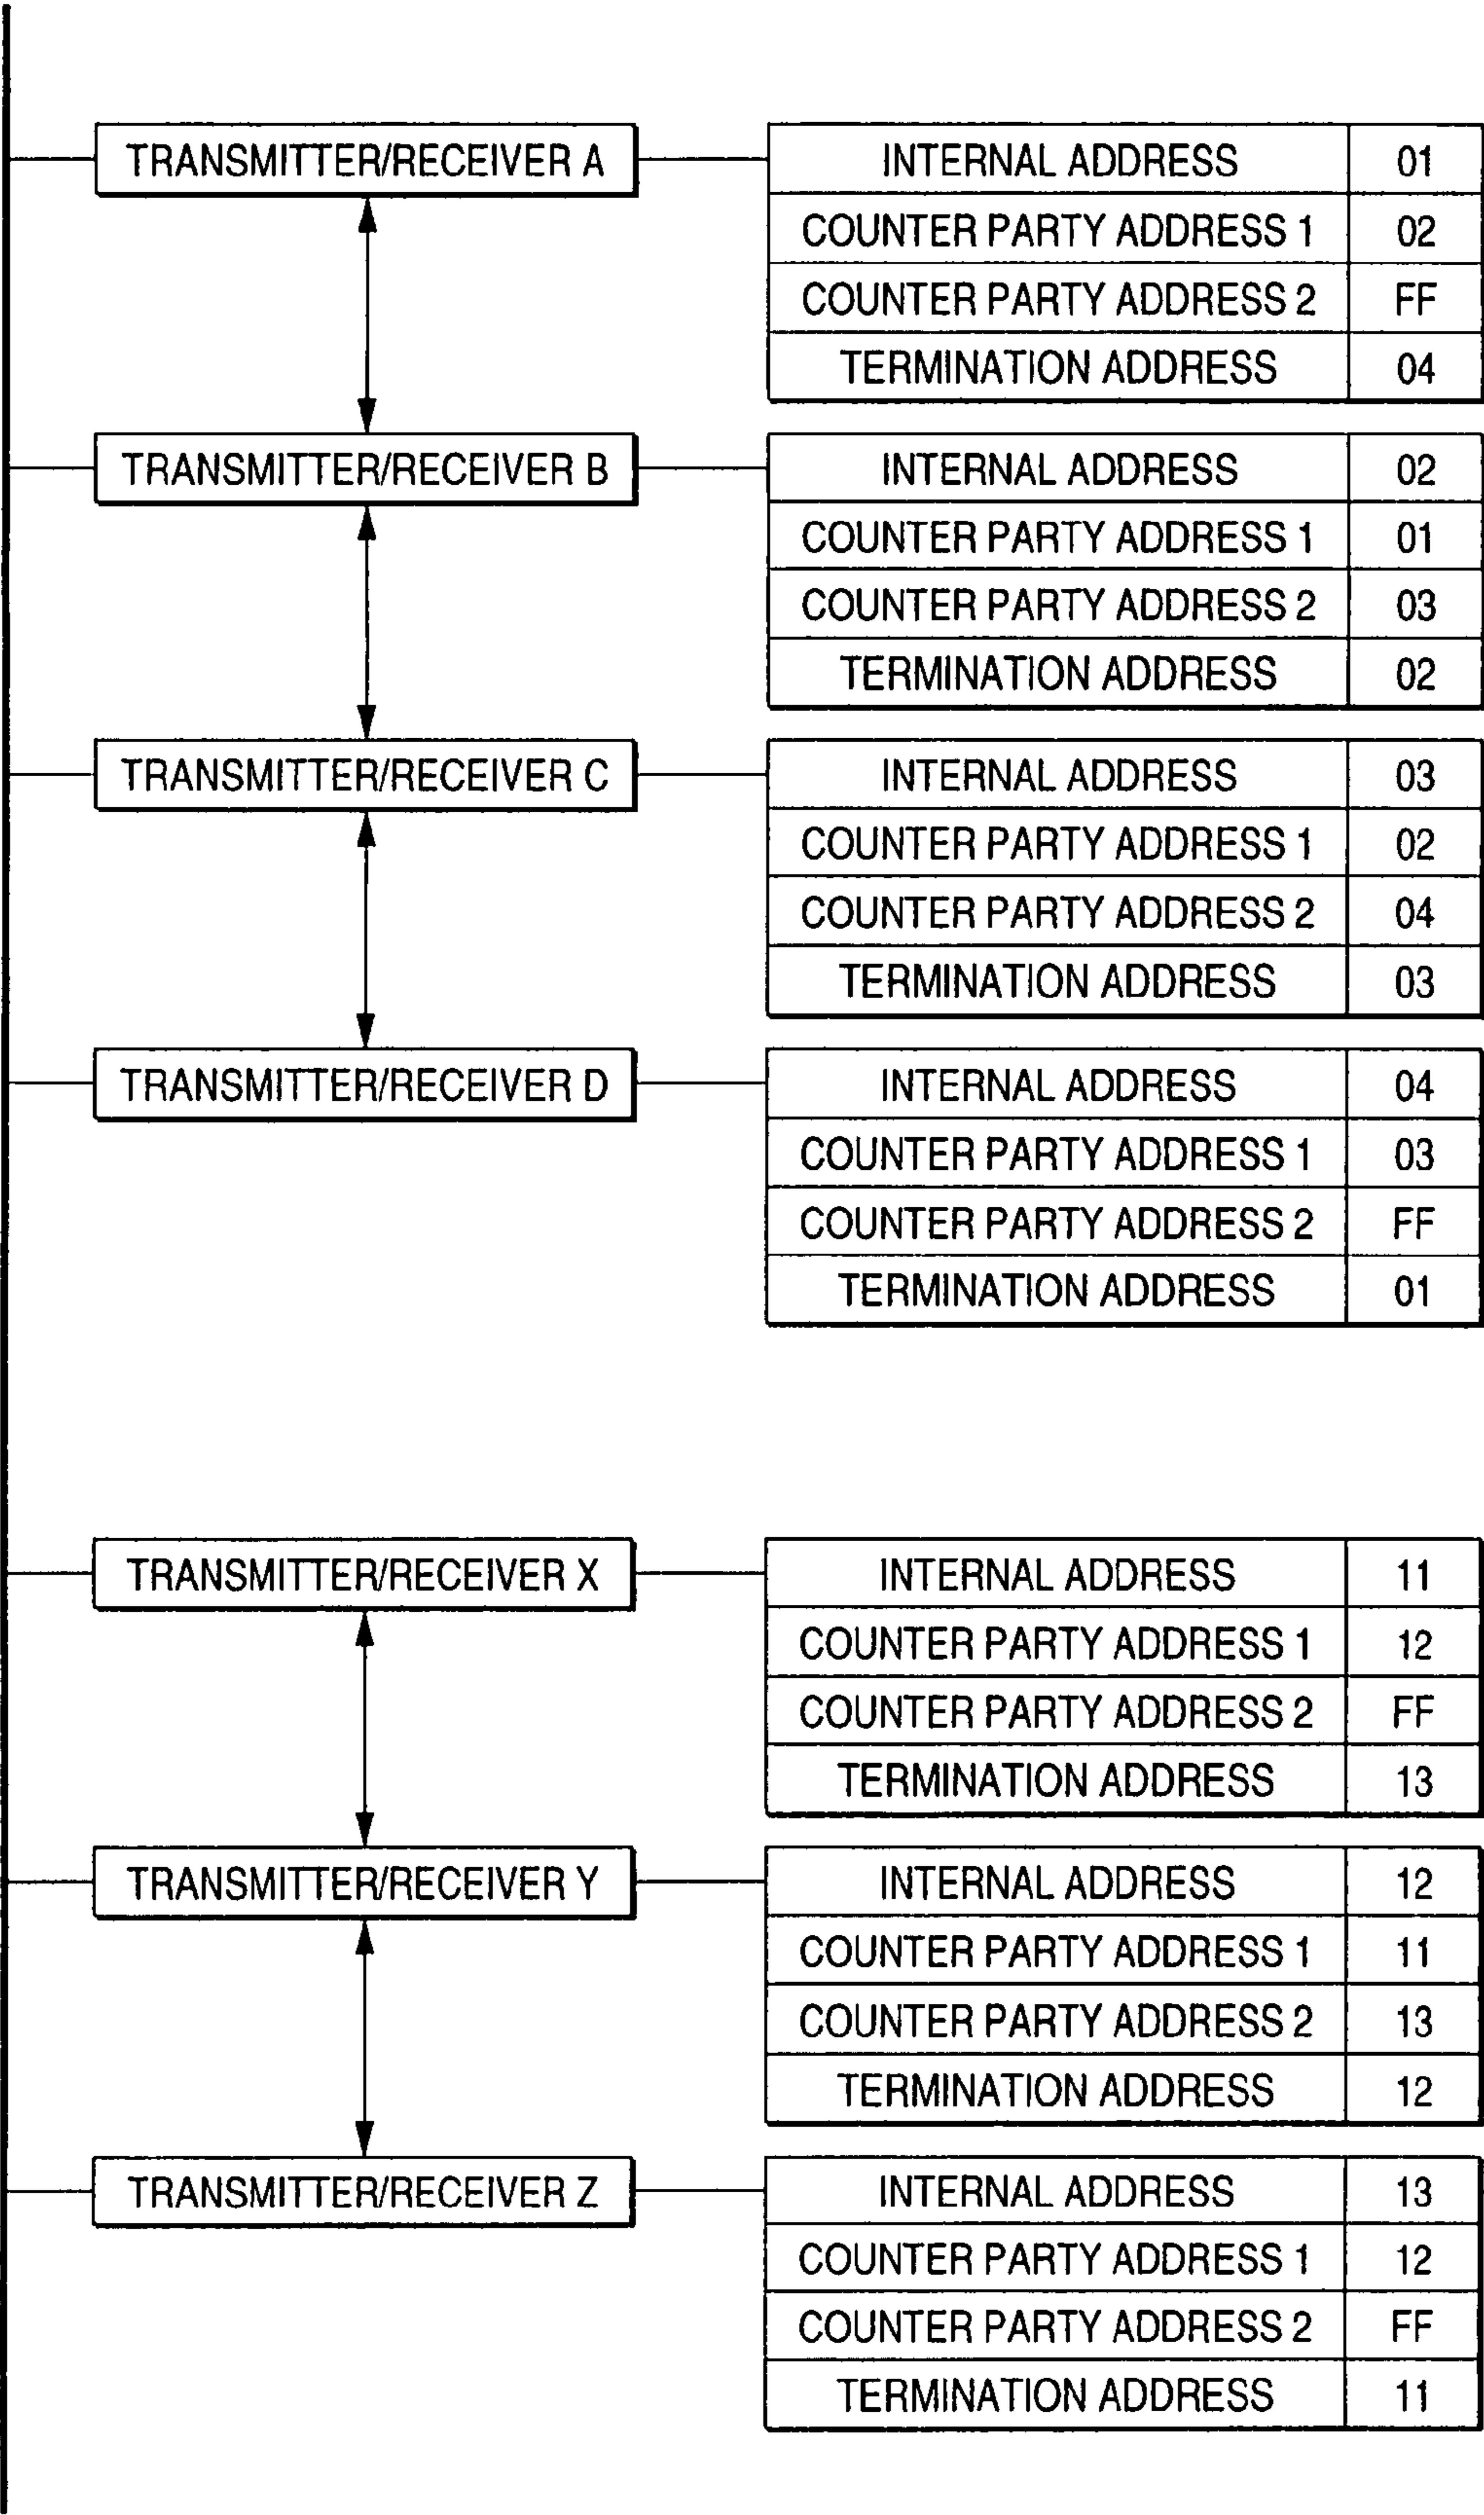 TRANSMITTER/RECEIVER A
INTERNAL ADDRESS 01
COUNTER PARTY ADDRESS 1 02
COUNTER PARTY ADDRESS 2 FF
TERMINATION ADDRESS 04
TRANSMITTER/RECEIVER B
INTERNAL ADDRESS 02
COUNTER PARTY ADDRESS 1 01
COUNTER PARTY ADDRESS 2 03
TERMINATION ADDRESS 02
TRANSMITTER/RECEIVER C
INTERNAL ADDRESS 03
COUNTER PARTY ADDRESS 1 02
COUNTER PARTY ADDRESS 2 04
TERMINATION ADDRESS 03
TRANSMITTER/RECEIVER D
INTERNAL ADDRESS 04
COUNTER PARTY ADDRESS 1 03
COUNTER PARTY ADDRESS 2 FF
TERMINATION ADDRESS 01
TRANSMITTER/RECEIVER X
INTERNAL ADDRESS 11
COUNTER PARTY ADDRESS 1 12
COUNTER PARTY ADDRESS 2 FF
TERMINATION ADDRESS 13
TRANSMITTER/RECEIVER Y
INTERNAL ADDRESS 12
COUNTER PARTY ADDRESS 1 11
COUNTER PARTY ADDRESS 2 13
TERMINATION ADDRESS 12
TRANSMITTER/RECEIVER Z
INTERNAL ADDRESS 13
COUNTER PARTY ADDRESS 1 12
COUNTER PARTY ADDRESS 2 FF
TERMINATION ADDRESS 11